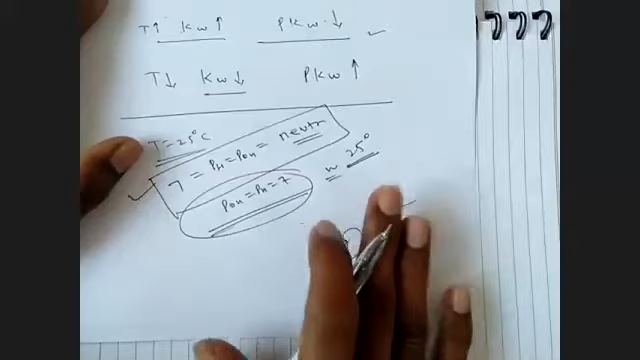 T↑ Kw↑ PKw↓
T↓ Kw↓ PKw↑
T=25°C
7 = PH=POH= neutr
POH=PH=7
25°